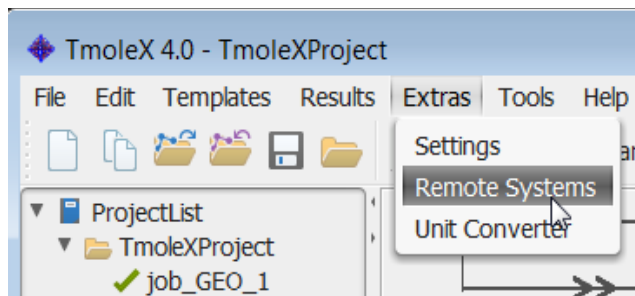 TmoleX 4.0 - TmoleXProject
File Edit Templates Results Extras Tools Help
Settings
Remote Systems
Unit Converter
ProjectList
TmoleXProject
job_GEO_1